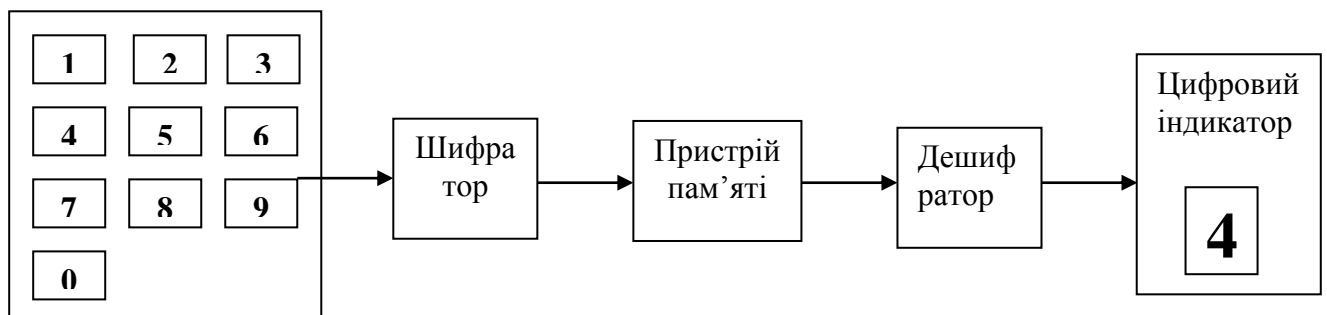 1 2 3
4 5 6
7 8 9
0
Шифра
тор
Пристрій
пам’яті
Дешиф
ратор
Цифровий
індикатор
4